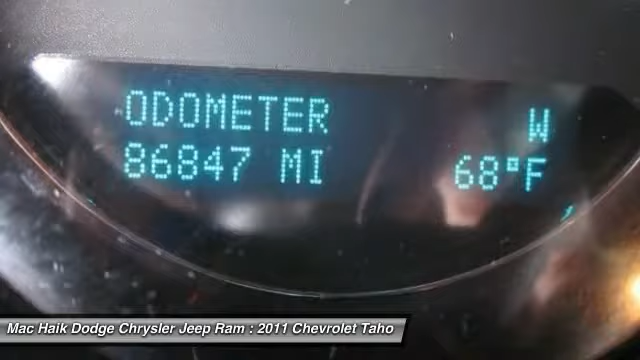 ODOMETER W
86847 MI 68°F
Mac Haik Dodge Chrysler Jeep Ram : 2011 Chevrolet Taho